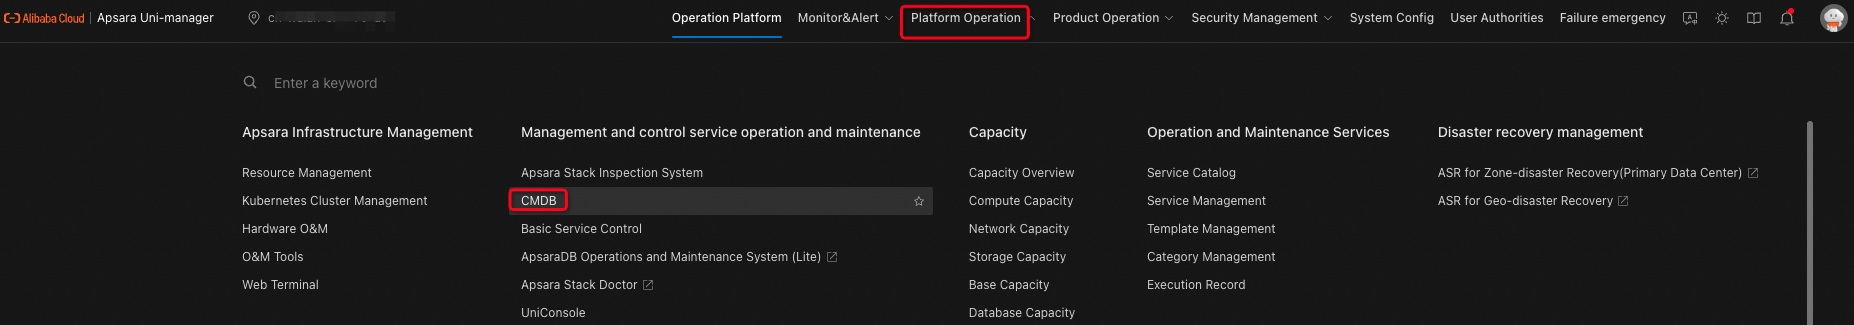 Alibaba Cloud | Apsara Uni-manager
Operation Platform Monitor&Alert Platform Operation Product Operation Security Management System Config User Authorities Failure emergency
Enter a keyword
Apsara Infrastructure Management
Resource Management
Kubernetes Cluster Management
Hardware O&M
O&M Tools
Web Terminal
Management and control service operation and maintenance
Apsara Stack Inspection System
CMDB
Basic Service Control
ApsaraDB Operations and Maintenance System (Lite)
Apsara Stack Doctor
UniConsole
Capacity
Capacity Overview
Compute Capacity
Network Capacity
Storage Capacity
Base Capacity
Database Capacity
Operation and Maintenance Services
Service Catalog
Service Management
Template Management
Category Management
Execution Record
Disaster recovery management
ASR for Zone-disaster Recovery(Primary Data Center)
ASR for Geo-disaster Recovery